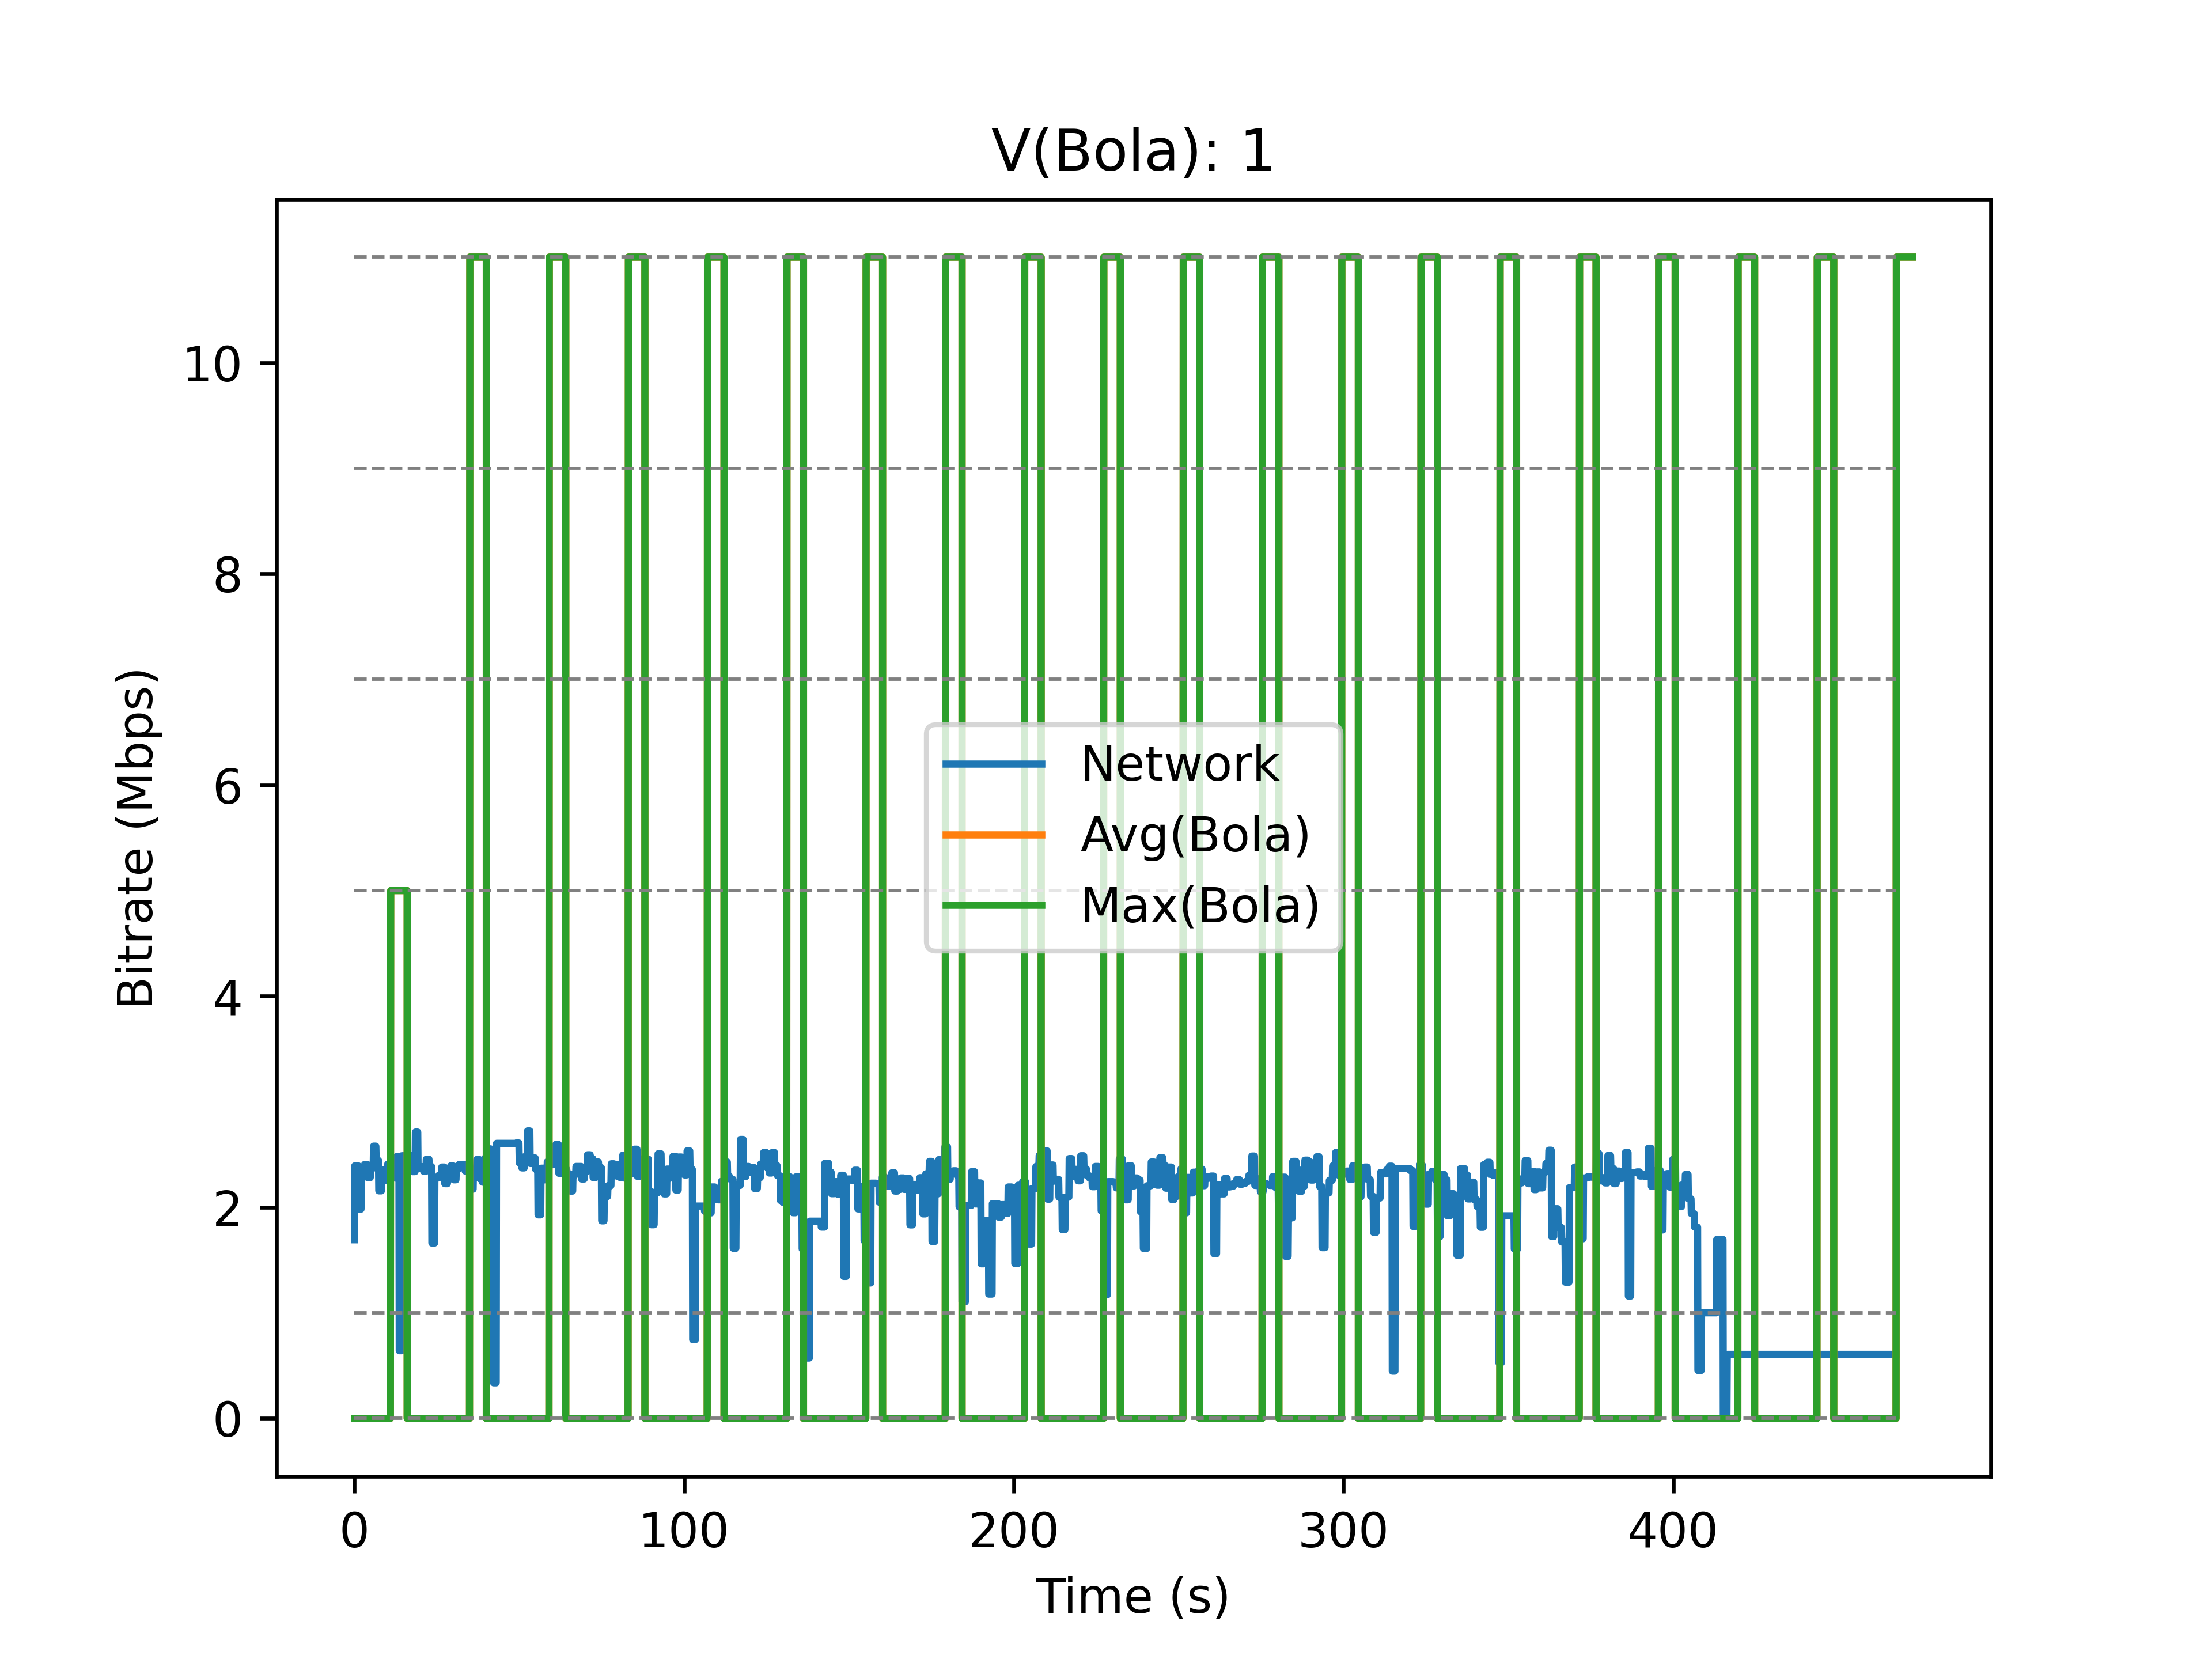 V(Bola): 1
Bitrate (Mbps)
10
8
6
4
2
0
Network
Avg(Bola)
Max(Bola)
0 100 200 300 400
Time (s)